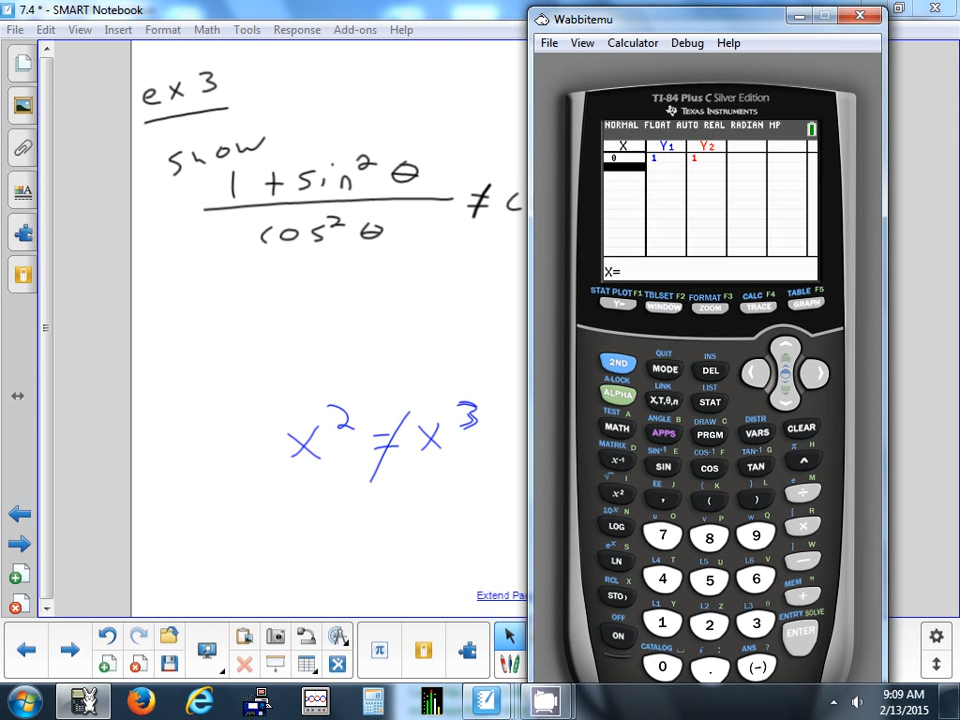 7.4 * - SMART Notebook
File Edit View Insert Format Math Tools Response Add-ons Help
ex 3
show
1 + sin² θ
cos² θ
≠ c
x² ≠ x³
Extend Pa
Wabbitemu
File View Calculator Debug Help
TI-84 Plus C Silver Edition
TEXAS INSTRUMENTS
NORMAL FLOAT AUTO REAL RADIAN MP
X Y1 Y2
0 1 1
X=
STAT PLOT F1 TBLSET F2 FORMAT F3 CALC F4 TABLE F5
Y= WINDOW ZOOM TRACE GRAPH
QUIT INS
2ND MODE DEL
A-LOCK LINK LIST
ALPHA X,T,θ,n STAT
TEST A ANGLE B DRAW C DISTR
MATH APPS PRGM VARS CLEAR
MATRIX D SIN⁻¹ E COS⁻¹ F TAN⁻¹ G π H
x⁻¹ SIN COS TAN ^
√ I EE J { K } L e M
x² , ( ) ÷
10ˣ N u O v P w Q [ R
LOG 7 8 9 ×
eˣ S L4 T L5 U L6 V ] W
LN 4 5 6 −
RCL X L1 Y L2 Z L3 θ MEM "
STO› 1 2 3 +
OFF CATALOG ␣ : ANS ? ENTRY SOLVE
ON 0 . (-) ENTER
9:09 AM
2/13/2015